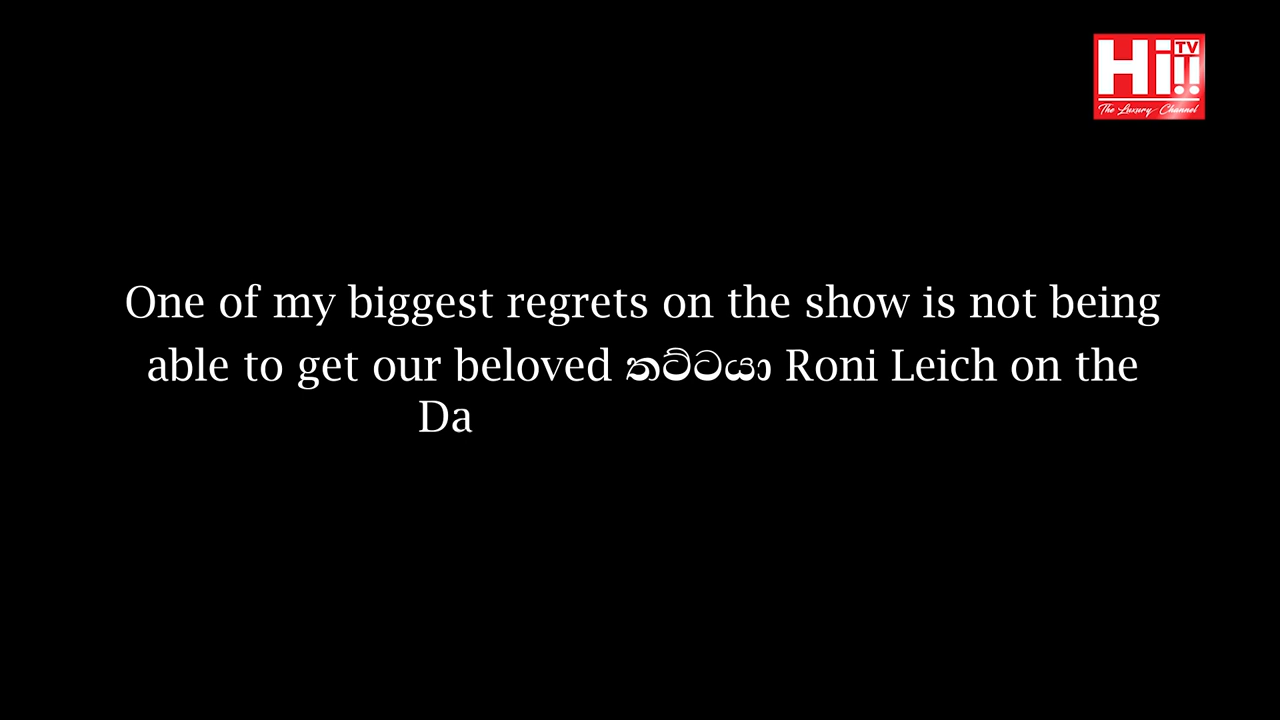 Hi!!
TV
The Luxury Channel
One of my biggest regrets on the show is not being
able to get our beloved තට්ටයා Roni Leich on the
Da